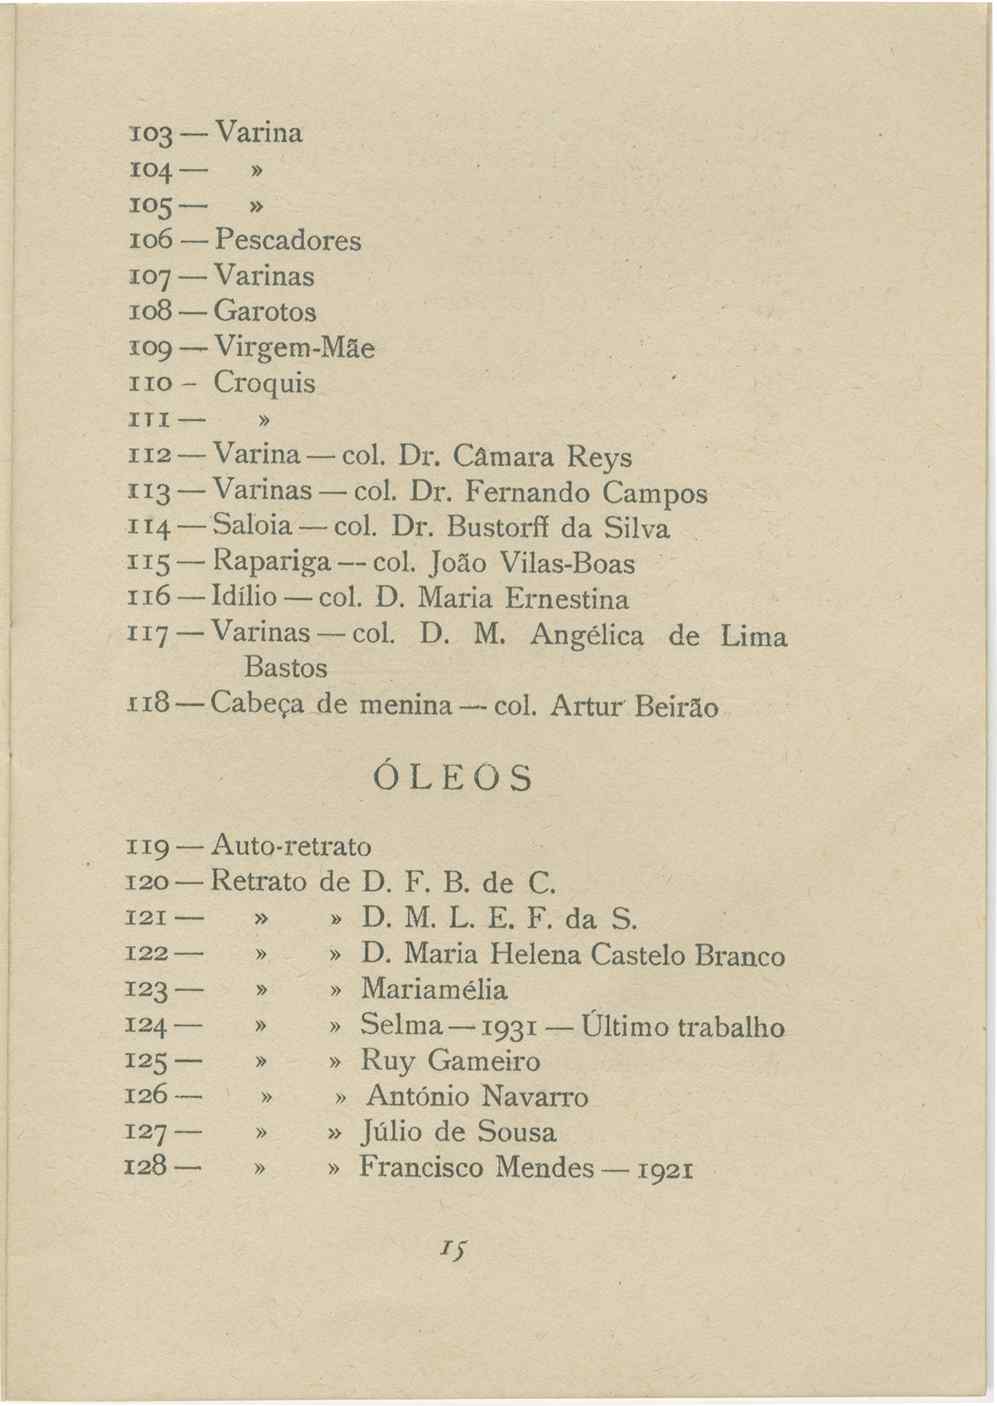 103 — Varina
104 — »
105 — »
106 — Pescadores
107 — Varinas
108 — Garotos
109 — Virgem-Mãe
110 - Croquis
111 — »
112 — Varina — col. Dr. Câmara Reys
113 — Varinas — col. Dr. Fernando Campos
114 — Saloia — col. Dr. Bustorff da Silva
115 — Rapariga — col. João Vilas-Boas
116 — Idílio — col. D. Maria Ernestina
117 — Varinas — col. D. M. Angélica de Lima
Bastos
118 — Cabeça de menina — col. Artur Beirão
ÓLEOS
119 — Auto-retrato
120 — Retrato de D. F. B. de C.
121 — » » D. M. L. E. F. da S.
122 — » » D. Maria Helena Castelo Branco
123 — » » Mariamélia
124 — » » Selma — 1931 — Último trabalho
125 — » » Ruy Gameiro
126 — » » António Navarro
127 — » » Júlio de Sousa
128 — » » Francisco Mendes — 1921
15